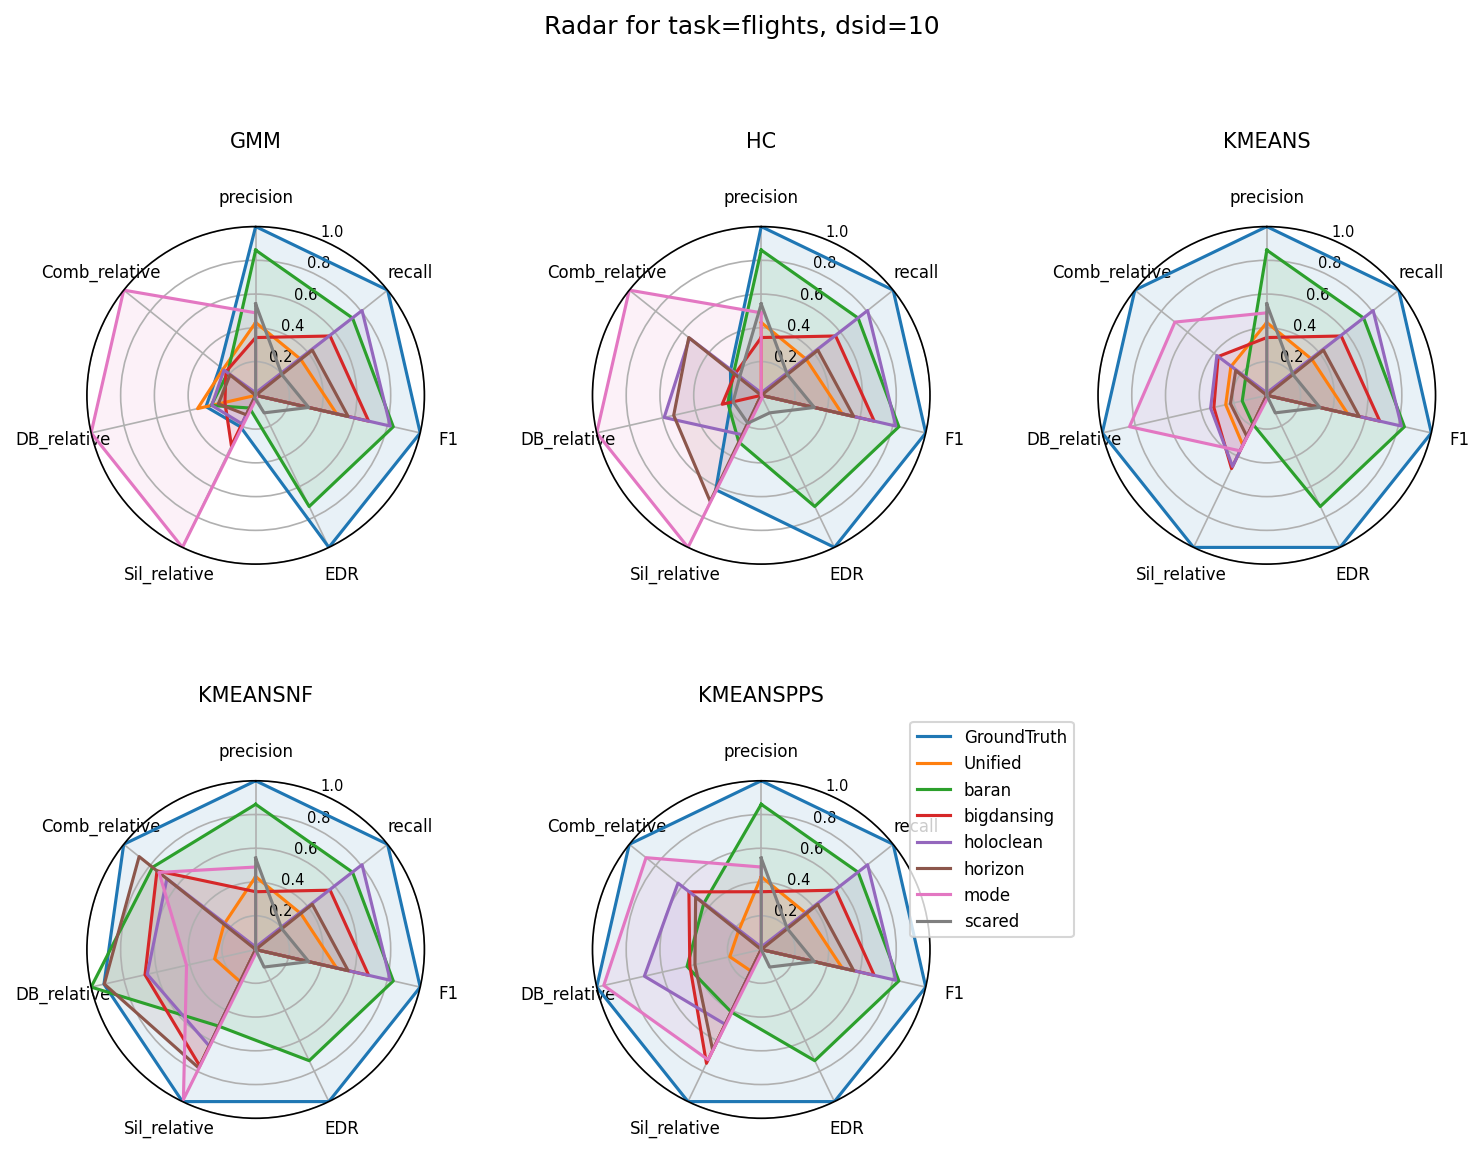 Radar for task=flights, dsid=10
GMM
precision
1.0
Comb_relative
0.8
recall
0.6
0.4
0.2
DB_relative
F1
Sil_relative
EDR
HC
precision
1.0
Comb_relative
0.8
recall
0.6
0.4
0.2
DB_relative
F1
Sil_relative
EDR
KMEANS
precision
1.0
Comb_relative
0.8
recall
0.6
0.4
0.2
DB_relative
F1
Sil_relative
EDR
KMEANSNF
precision
1.0
Comb_relative
0.8
recall
0.6
0.4
0.2
DB_relative
F1
Sil_relative
EDR
KMEANSPPS
precision
1.0
Comb_relative
0.8
recall
0.6
0.4
0.2
DB_relative
F1
Sil_relative
EDR
GroundTruth
Unified
baran
bigdansing
holoclean
horizon
mode
scared